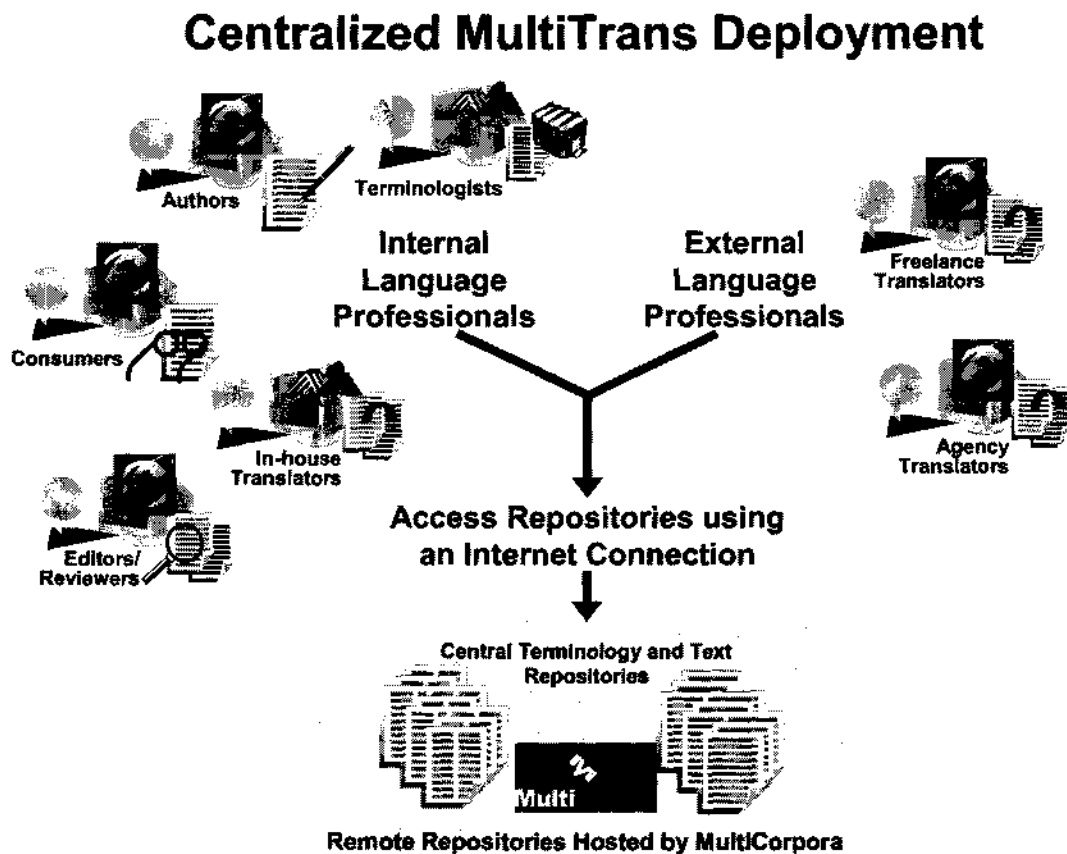 Centralized MultiTrans Deployment
Authors
Terminologists
Internal
Language
Professionals
External
Language
Professionals
Freelance
Translators
Consumers
In-house
Translators
Agency
Translators
Editors/
Reviewers
Access Repositories using
an Internet Connection
Central Terminology and Text
Repositories
Multi
Remote Repositories Hosted by MultiCorpora